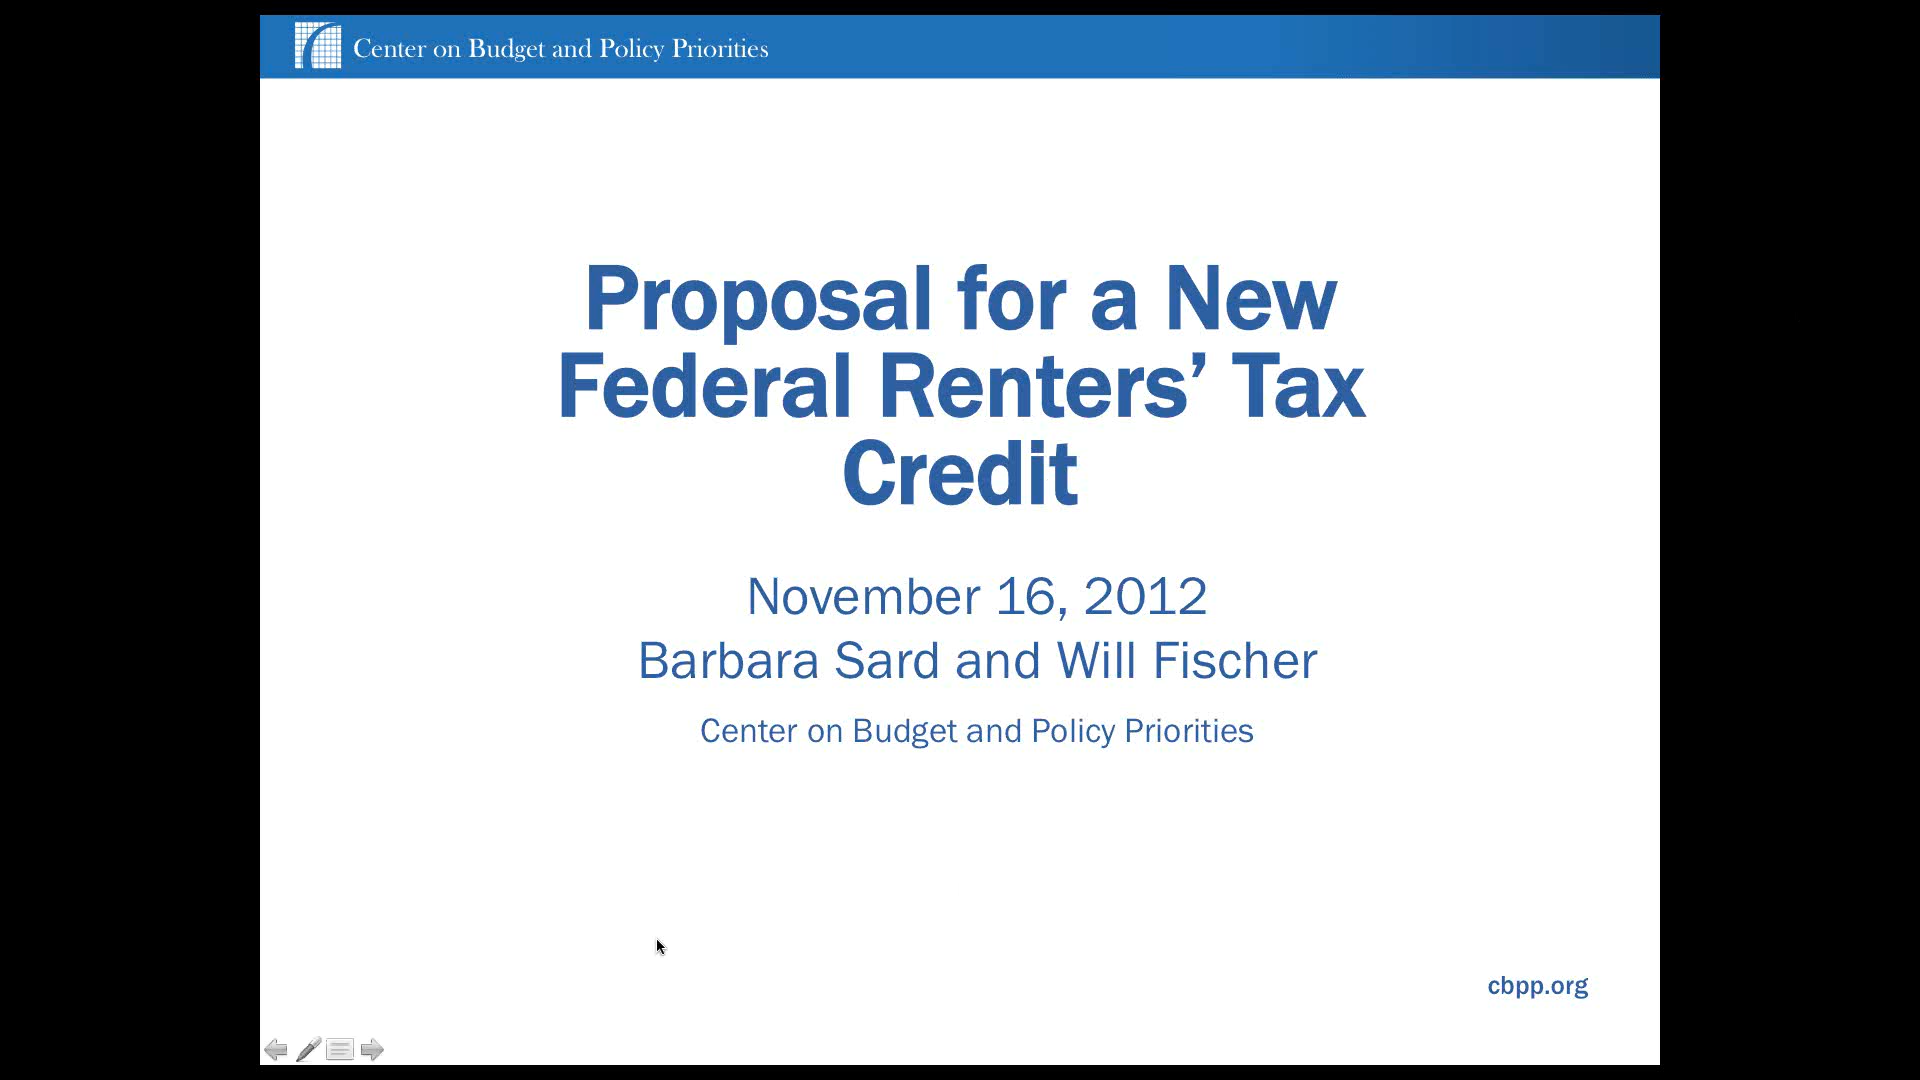 Center on Budget and Policy Priorities
Proposal for a New
Federal Renters’ Tax
Credit
November 16, 2012
Barbara Sard and Will Fischer
Center on Budget and Policy Priorities
cbpp.org